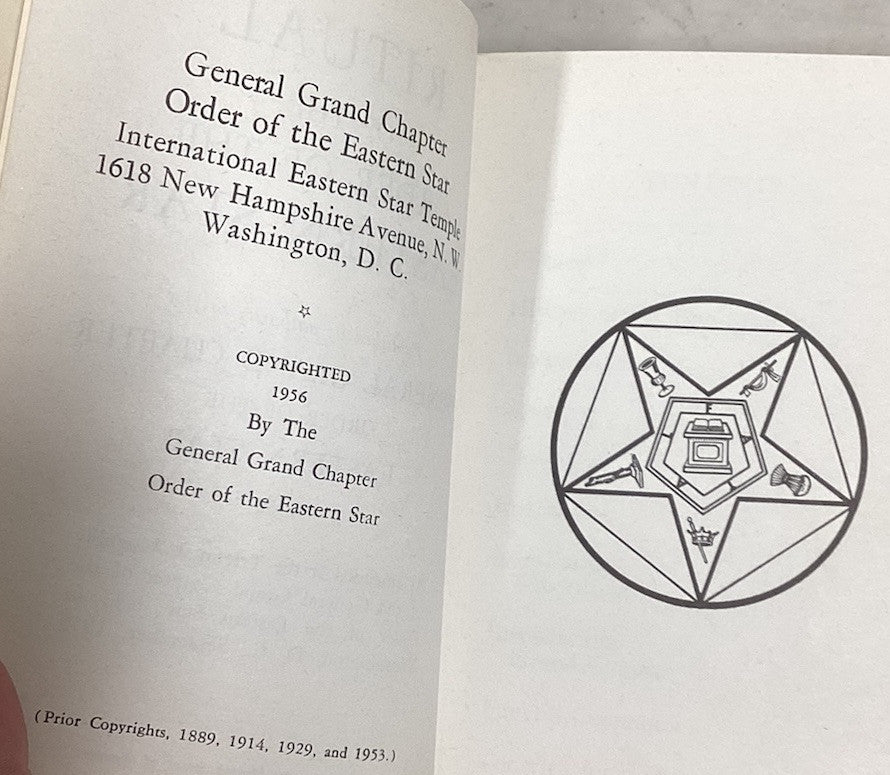 General Grand Chapter
Order of the Eastern Star
International Eastern Star Temple
1618 New Hampshire Avenue, N. W.
Washington, D. C.
COPYRIGHTED
1956
By The
General Grand Chapter
Order of the Eastern Star
(Prior Copyrights, 1889, 1914, 1929, and 1953.)
F